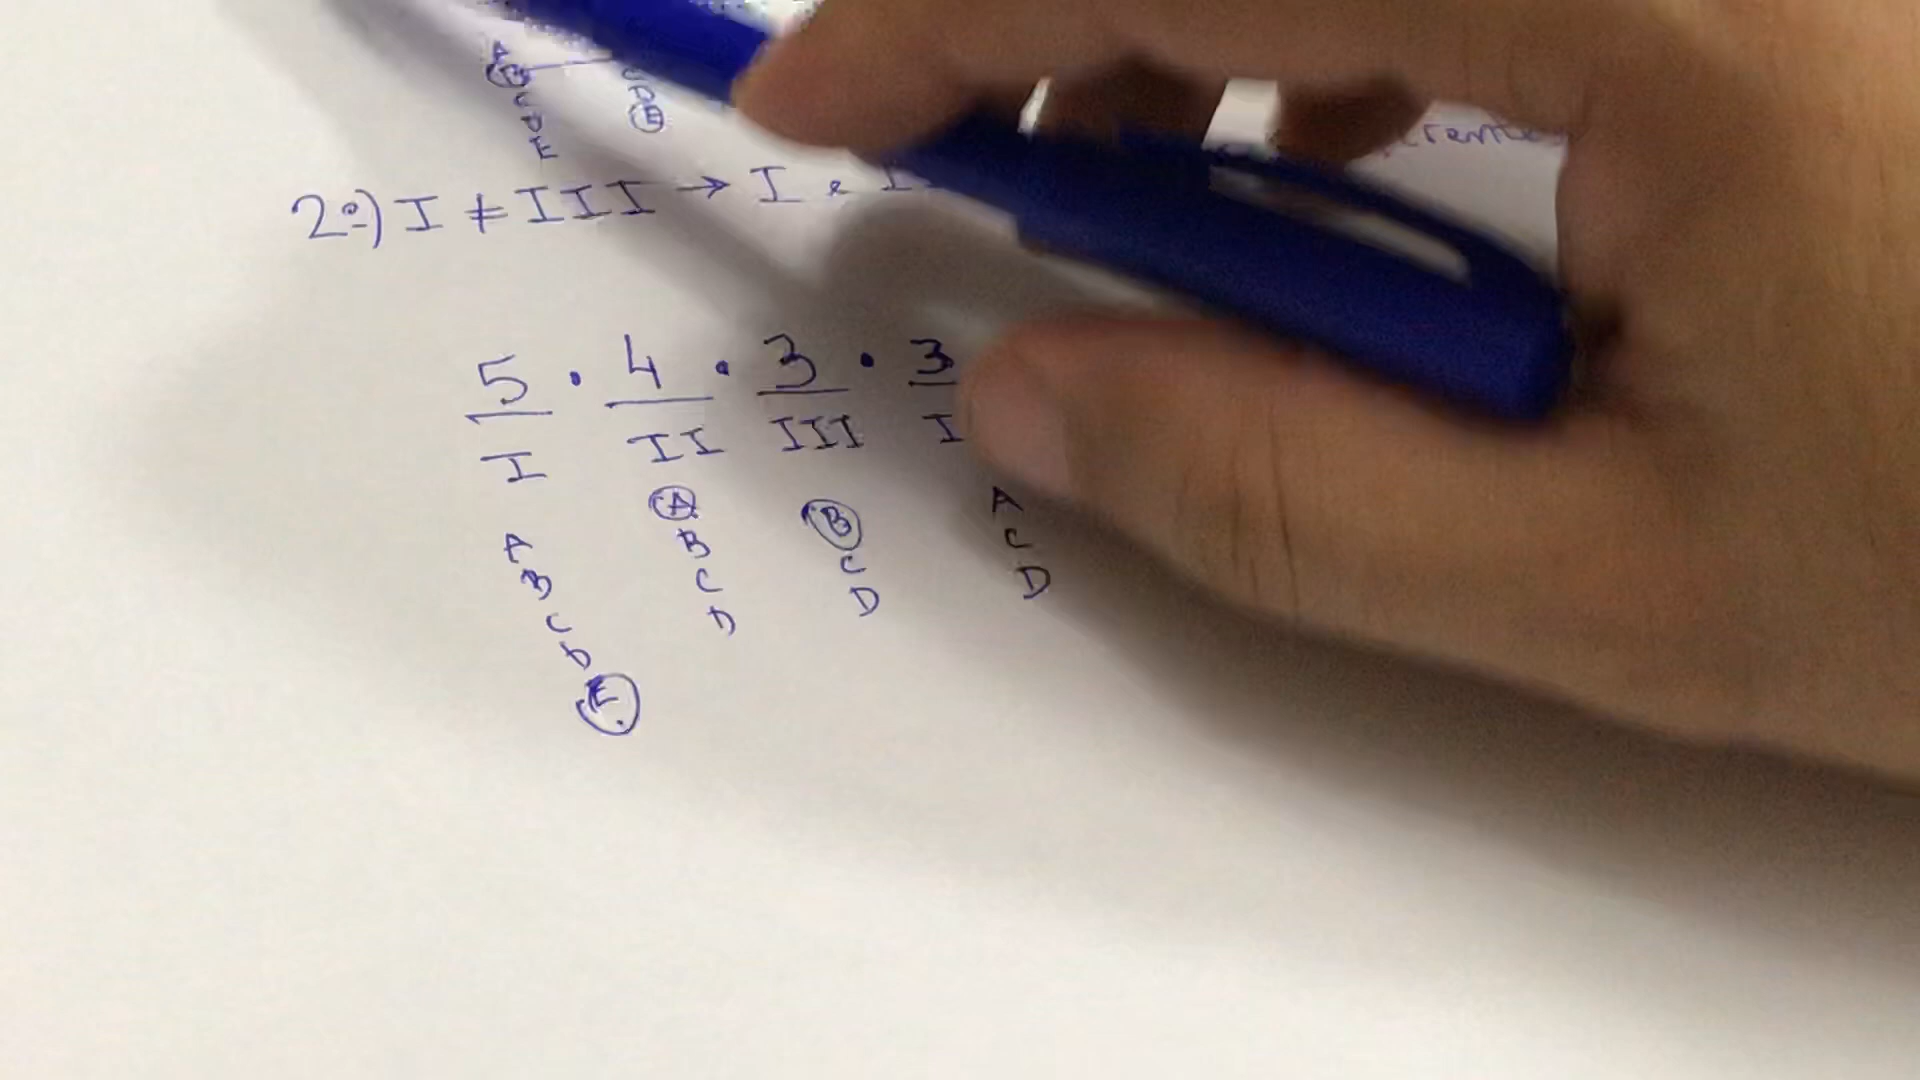 A
B C
C D
D E
E
2º) I ≠ III → I e
5 · 4 · 3 · 3
I II III I
A B A
A B C C
B C D D
C D
D
E